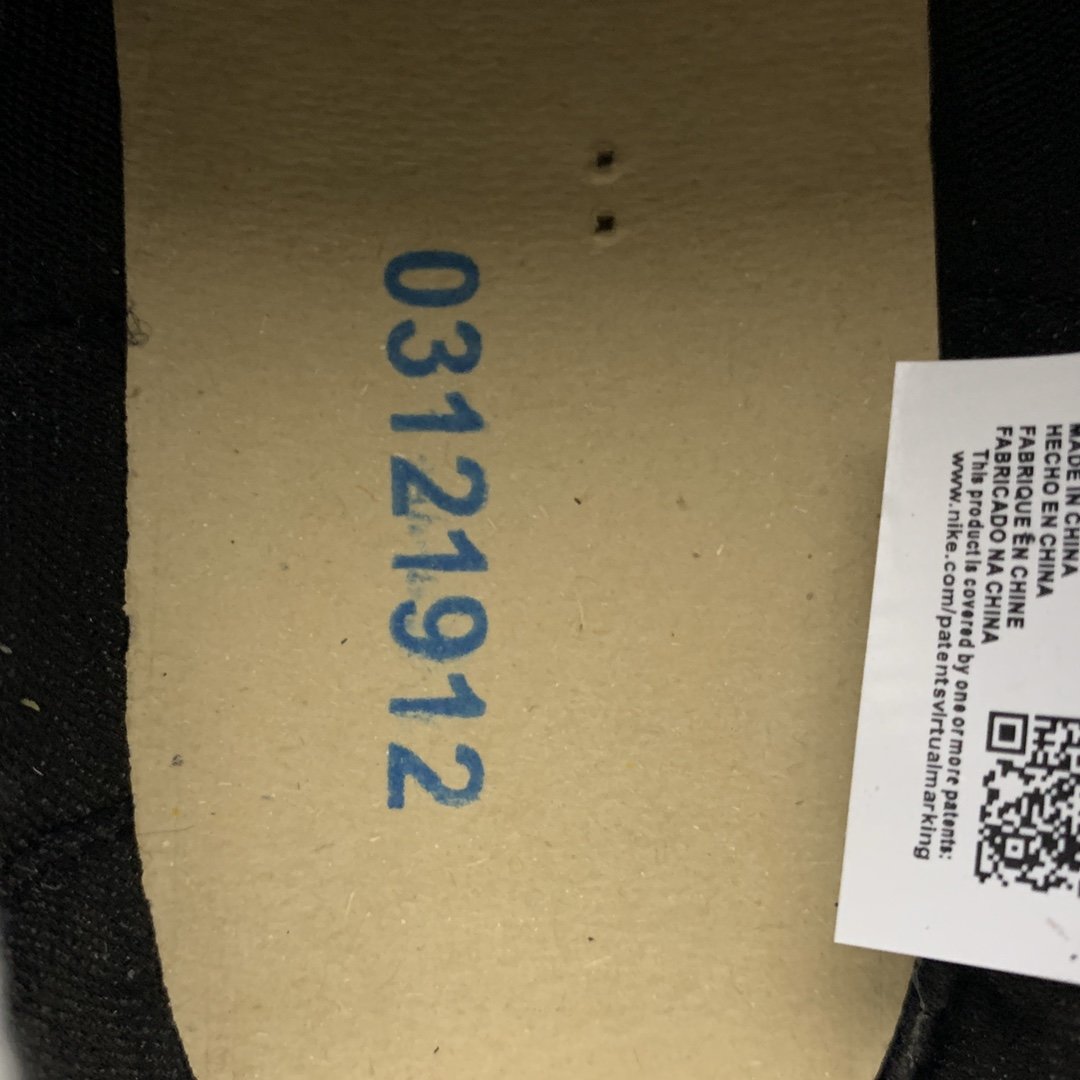 03121912
MADE IN CHINA
HECHO EN CHINA
FABRIQUE ÊN CHINE
FABRICADO NA CHINA
This product is covered by one or more patents:
www.nike.com/patentsvirtualmarking